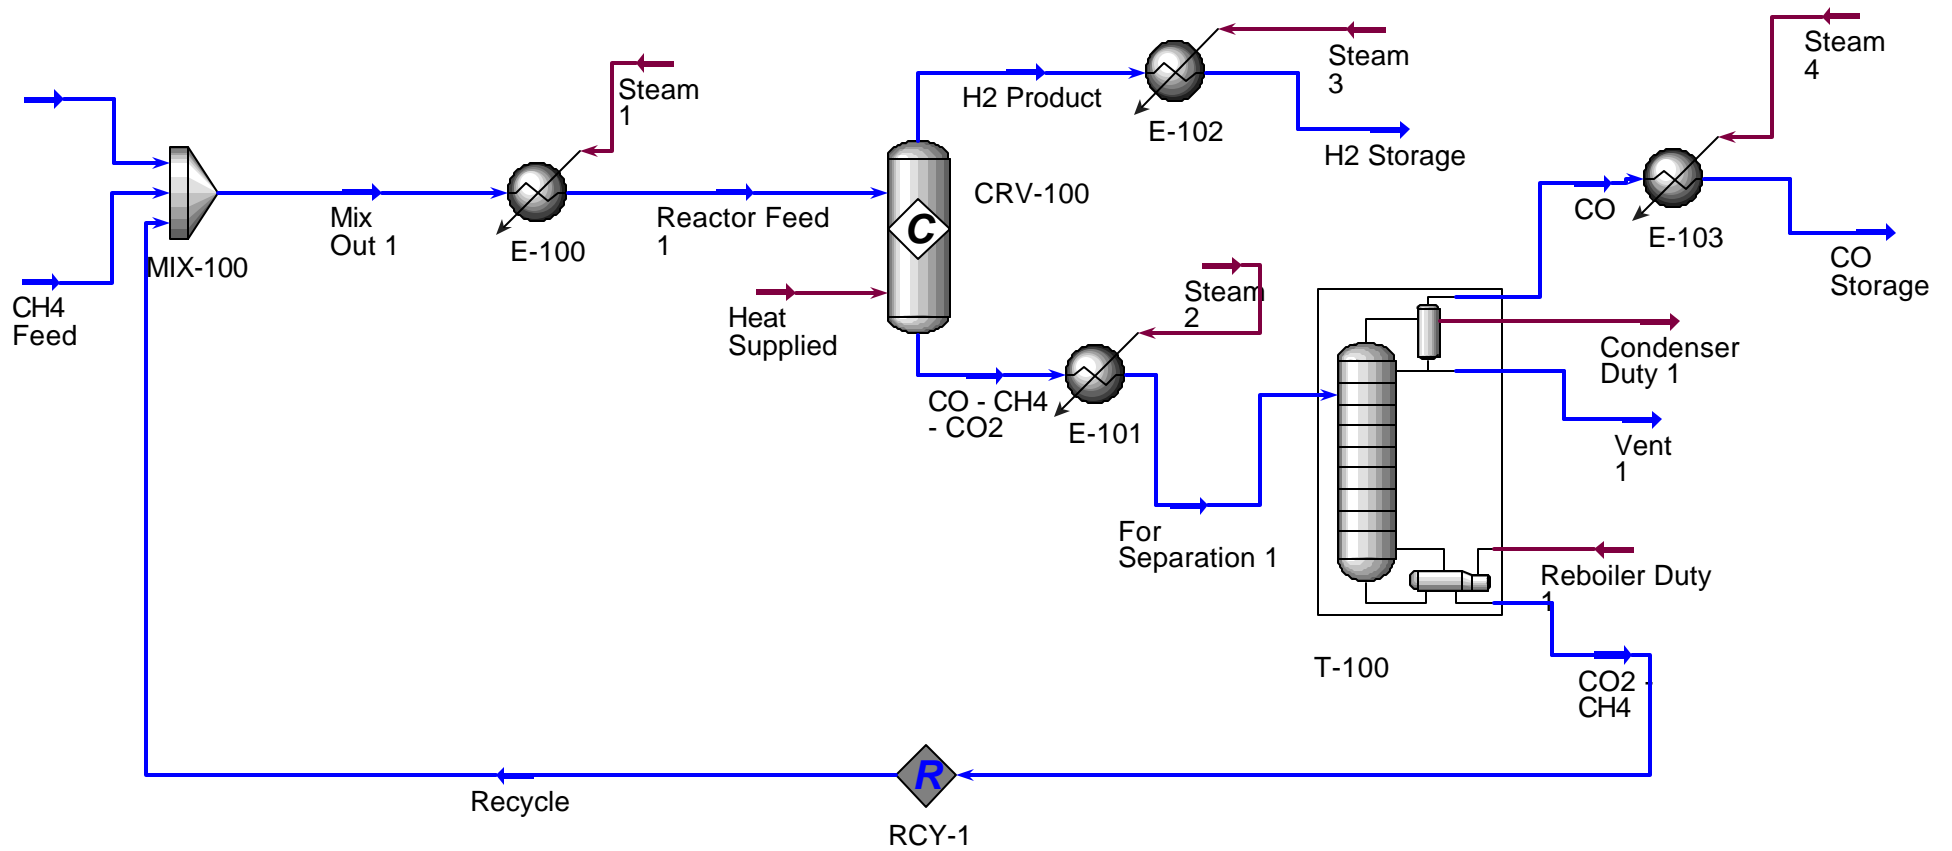 Steam
1
H2 Product
Steam
3
E-102
H2 Storage
Steam
4
CO
E-103
CO
Storage
CRV-100
C
Mix
Out 1
E-100
Reactor Feed
1
MIX-100
CH4
Feed
Heat
Supplied
Steam
2
CO - CH4
- CO2
E-101
Condenser
Duty 1
Vent
1
For
Separation 1
Reboiler Duty
1
T-100
CO2 -
CH4
R
Recycle
RCY-1